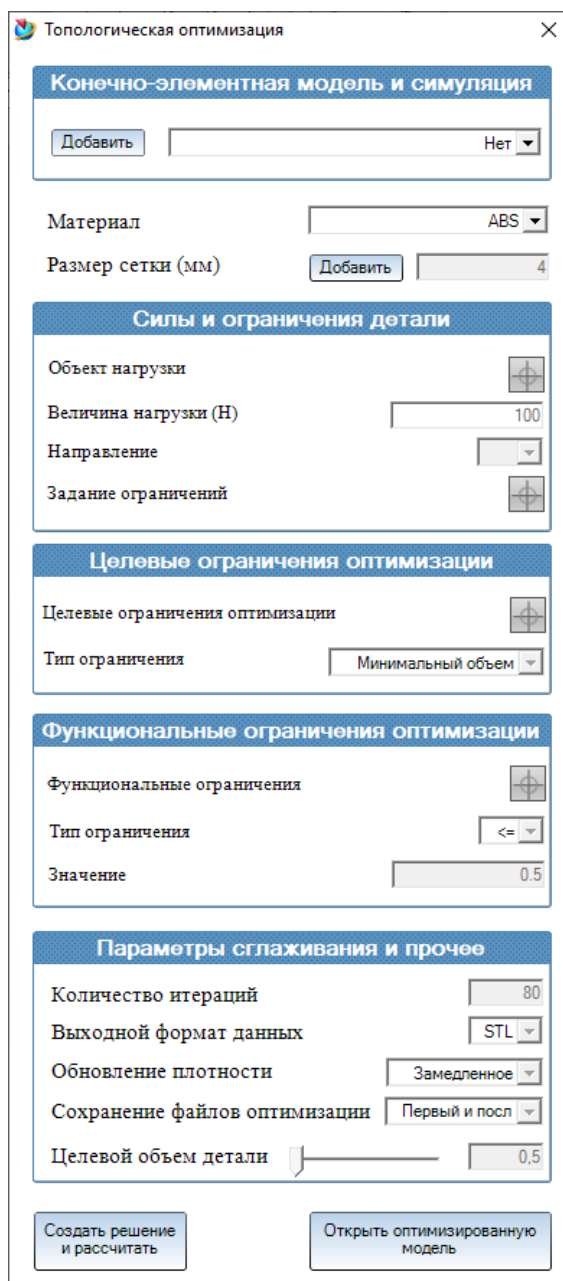 Топологическая оптимизация
Конечно-элементная модель и симуляция
Добавить Нет
Материал ABS
Размер сетки (мм) Добавить 4
Силы и ограничения детали
Объект нагрузки
Величина нагрузки (Н) 100
Направление
Задание ограничений
Целевые ограничения оптимизации
Целевые ограничения оптимизации
Тип ограничения Минимальный объем
Функциональные ограничения оптимизации
Функциональные ограничения
Тип ограничения <=
Значение 0.5
Параметры сглаживания и прочее
Количество итераций 80
Выходной формат данных STL
Обновление плотности Замедленное
Сохранение файлов оптимизации Первый и посл
Целевой объем детали 0,5
Создать решение
и рассчитать
Открыть оптимизированную
модель